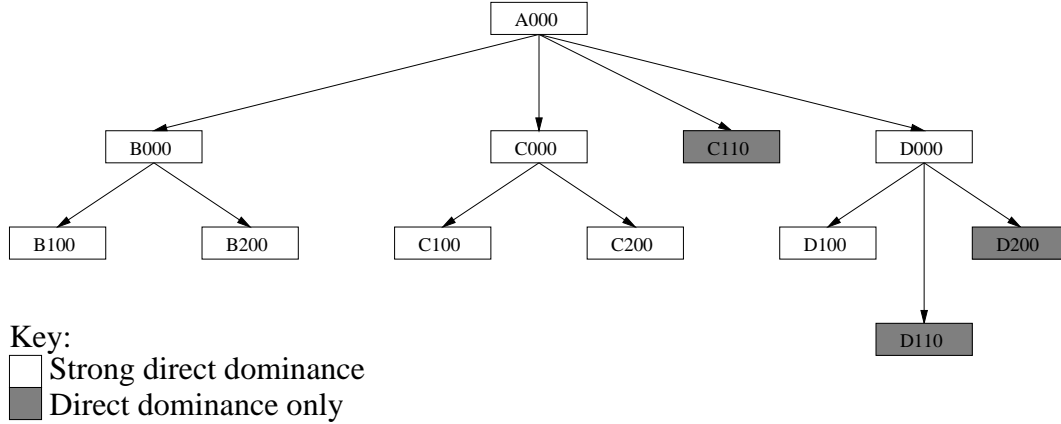 A000
B000
C000
C110
D000
B100
B200
C100
C200
D100
D200
D110
Key:
Strong direct dominance
Direct dominance only